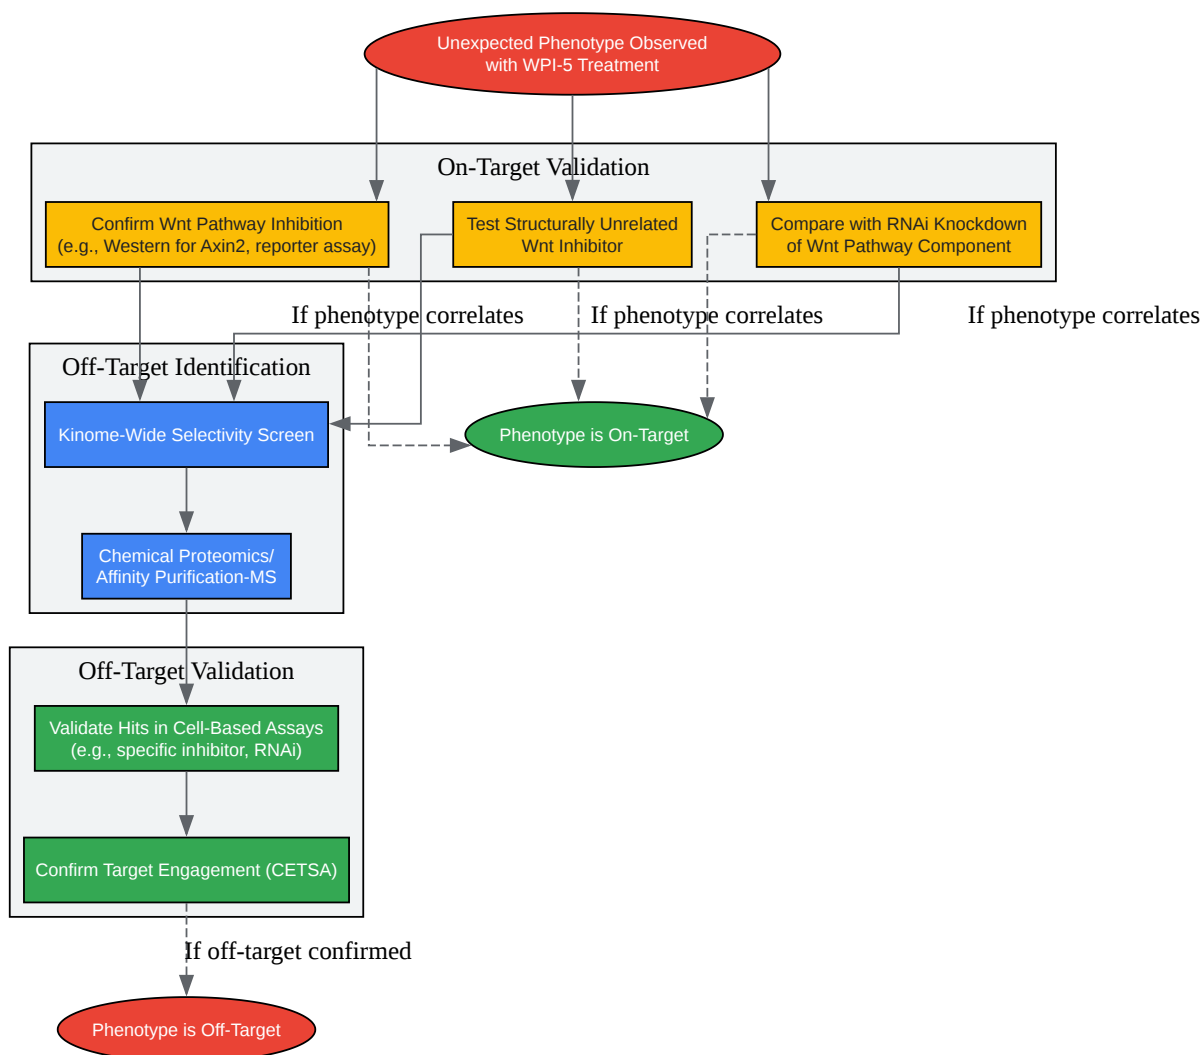 Unexpected Phenotype Observed
with WPI-5 Treatment
On-Target Validation
Confirm Wnt Pathway Inhibition
(e.g., Western for Axin2, reporter assay)
Test Structurally Unrelated
Wnt Inhibitor
Compare with RNAi Knockdown
of Wnt Pathway Component
If phenotype correlates
If phenotype correlates
If phenotype correlates
Off-Target Identification
Kinome-Wide Selectivity Screen
Phenotype is On-Target
Chemical Proteomics/
Affinity Purification-MS
Off-Target Validation
Validate Hits in Cell-Based Assays
(e.g., specific inhibitor, RNAi)
Confirm Target Engagement (CETSA)
If off-target confirmed
Phenotype is Off-Target